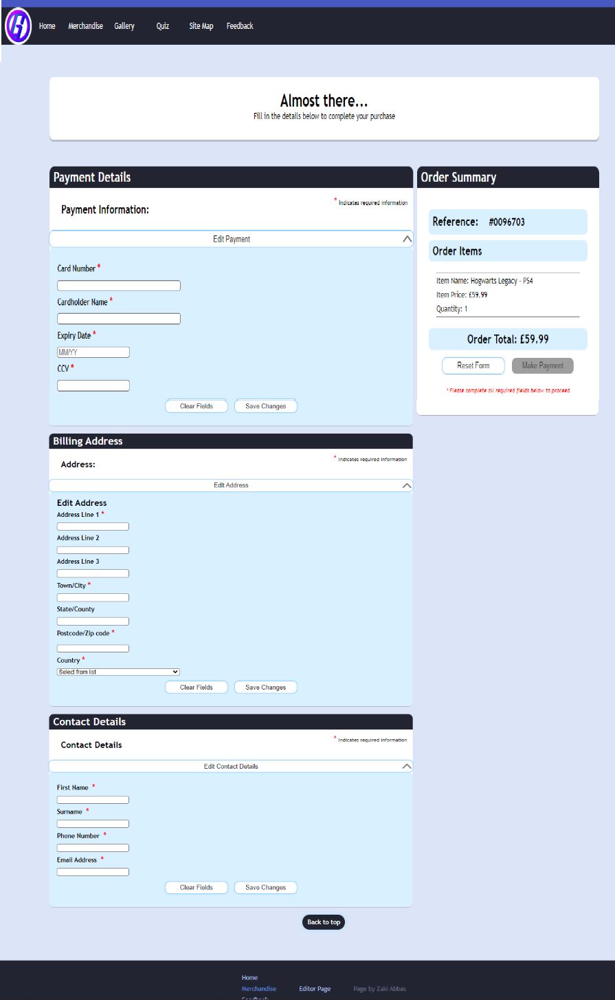 Home Merchandise Gallery Quiz Site Map Feedback
Almost there...
Fill in the details below to complete your purchase
Payment Details
Payment Information:
* Indicates required information
Edit Payment
Card Number *
Cardholder Name *
Expiry Date *
MM/YY
CCV *
Clear Fields Save Changes
Order Summary
Reference: #0096703
Order Items
Item Name: Hogwarts Legacy - PS4
Item Price: £59.99
Quantity: 1
Order Total: £59.99
Reset Form Make Payment
* Please complete all required fields below to proceed
Billing Address
Address:
* Indicates required information
Edit Address
Edit Address
Address Line 1 *
Address Line 2
Address Line 3
Town/City *
State/County
Postcode/Zip code *
Country *
Select from list
Clear Fields Save Changes
Contact Details
Contact Details
* Indicates required information
Edit Contact Details
First Name *
Surname *
Phone Number *
Email Address *
Clear Fields Save Changes
Back to top
Home
Merchandise Editor Page Page by Zaki Abbas
Feedback